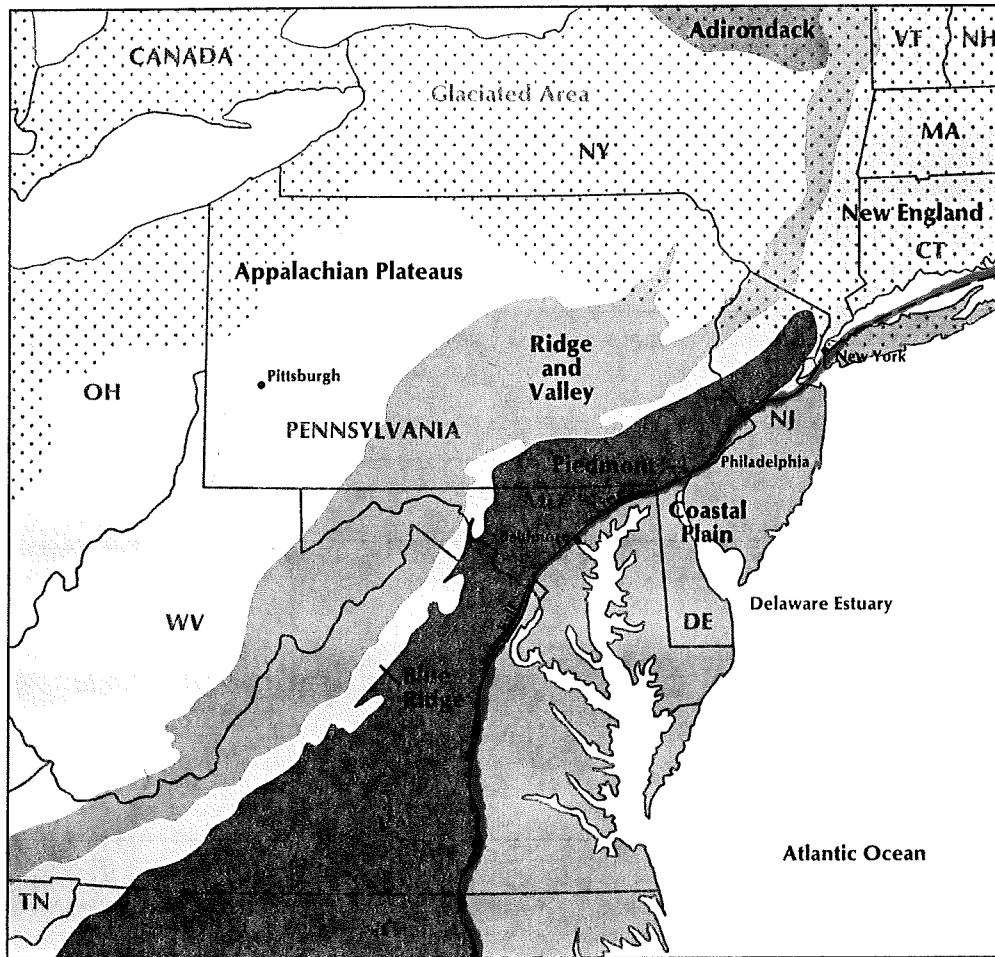 Adirondack
VT
NH
CANADA
Glaciated Area
MA
NY
New England
CT
Appalachian Plateaus
Ridge
and
Valley
New York
Pittsburgh
OH
NJ
PENNSYLVANIA
Piedmont
Philadelphia
Coastal
Plain
Baltimore
Delaware Estuary
WV
DE
Blue
Ridge
Atlantic Ocean
TN